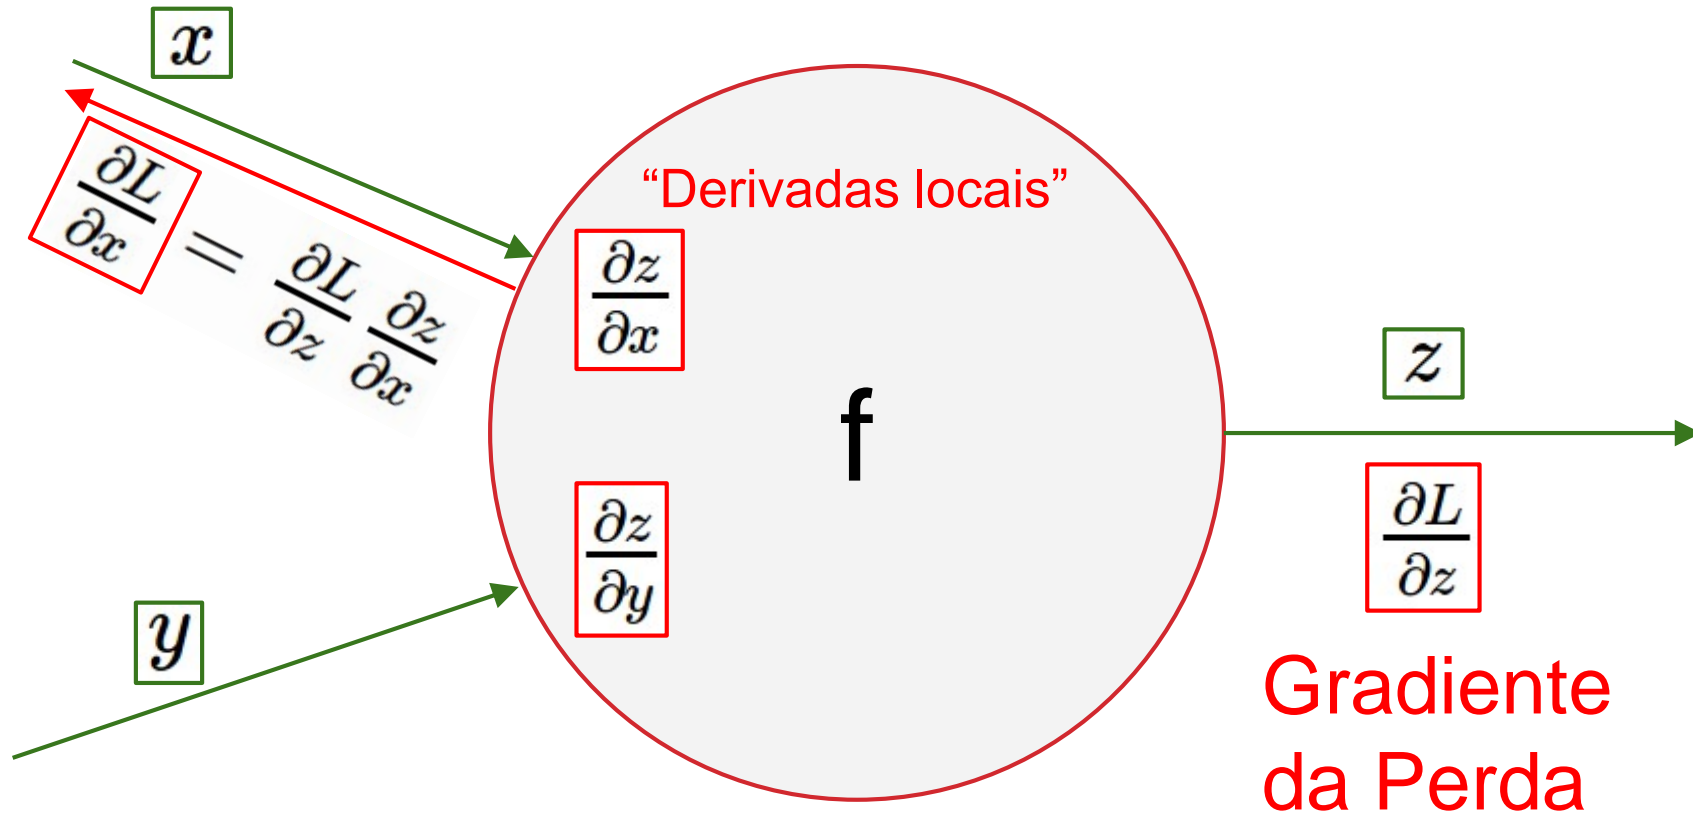 x
∂L/∂x = ∂L/∂z ∂z/∂x
“Derivadas locais”
∂z/∂x
f
z
∂z/∂y
∂L/∂z
y
Gradiente
da Perda